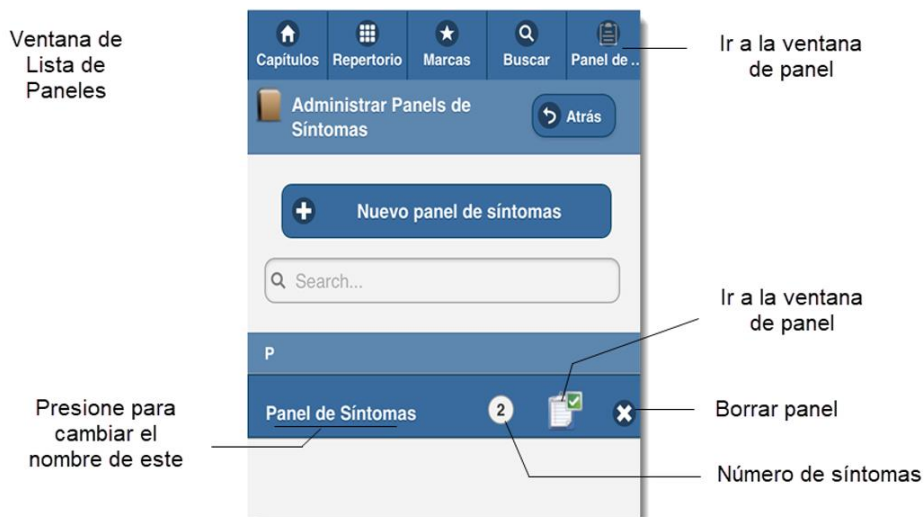 Ventana de
Lista de
Paneles
Capítulos Repertorio Marcas Buscar Panel de ..
Ir a la ventana
de panel
Administrar Panels de
Síntomas
Atrás
Nuevo panel de síntomas
Search...
Ir a la ventana
de panel
P
Presione para
cambiar el
nombre de este
Panel de Síntomas
2
Borrar panel
Número de síntomas